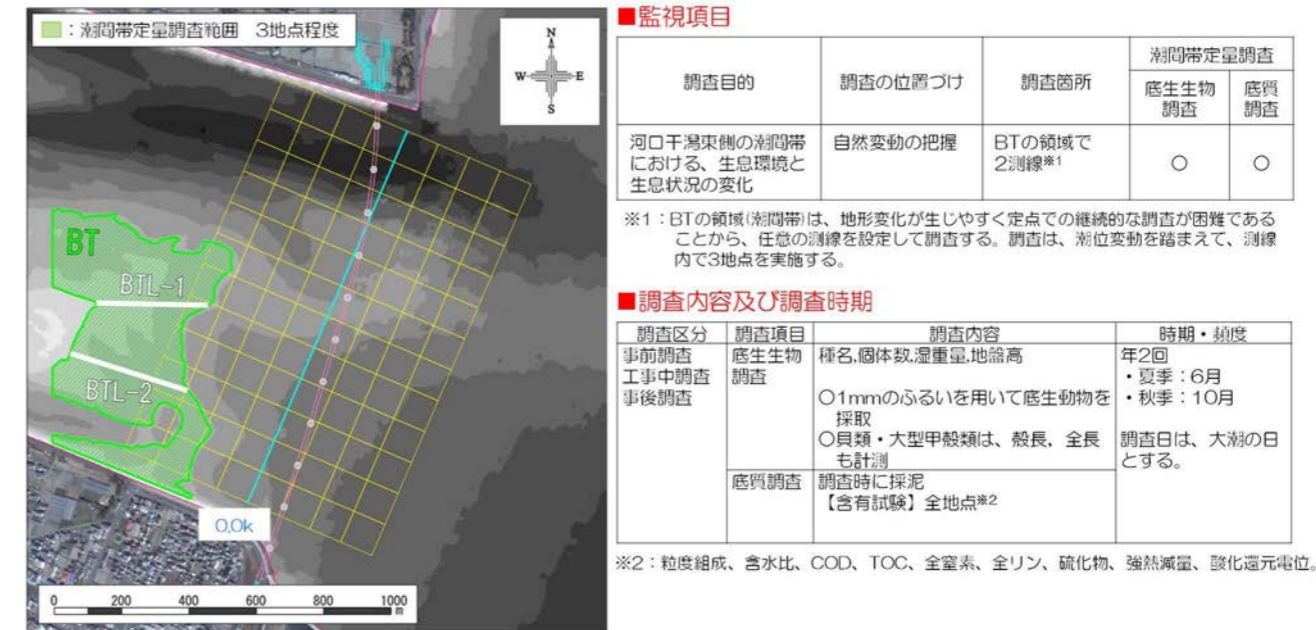 ：潮間帯定量調査範囲 3地点程度
N
W E
S
BT
BTL-1
BTL-2
0.0k
0 200 400 600 800 1000
m
■監視項目
調査目的 調査の位置づけ 調査箇所 潮間帯定量調査
底生生物調査 底質調査
河口干潟東側の潮間帯 自然変動の把握 BTの領域で ○ ○
における、生息環境と 2測線※1
生息状況の変化
※1：BTの領域(潮間帯)は、地形変化が生じやすく定点での継続的な調査が困難である
ことから、任意の測線を設定して調査する。調査は、潮位変動を踏まえて、測線
内で3地点を実施する。
■調査内容及び調査時期
調査区分 調査項目 調査内容 時期・頻度
事前調査 底生生物 種名,個体数,湿重量,地盤高 年2回
工事中調査 調査 ・夏季：6月
事後調査 ○1mmのふるいを用いて底生動物を ・秋季：10月
採取
○貝類・大型甲殻類は、殻長、全長 調査日は、大潮の日
も計測 とする。
底質調査 調査時に採泥
【含有試験】全地点※2
※2：粒度組成、含水比、COD、TOC、全窒素、全リン、硫化物、強熱減量、酸化還元電位。